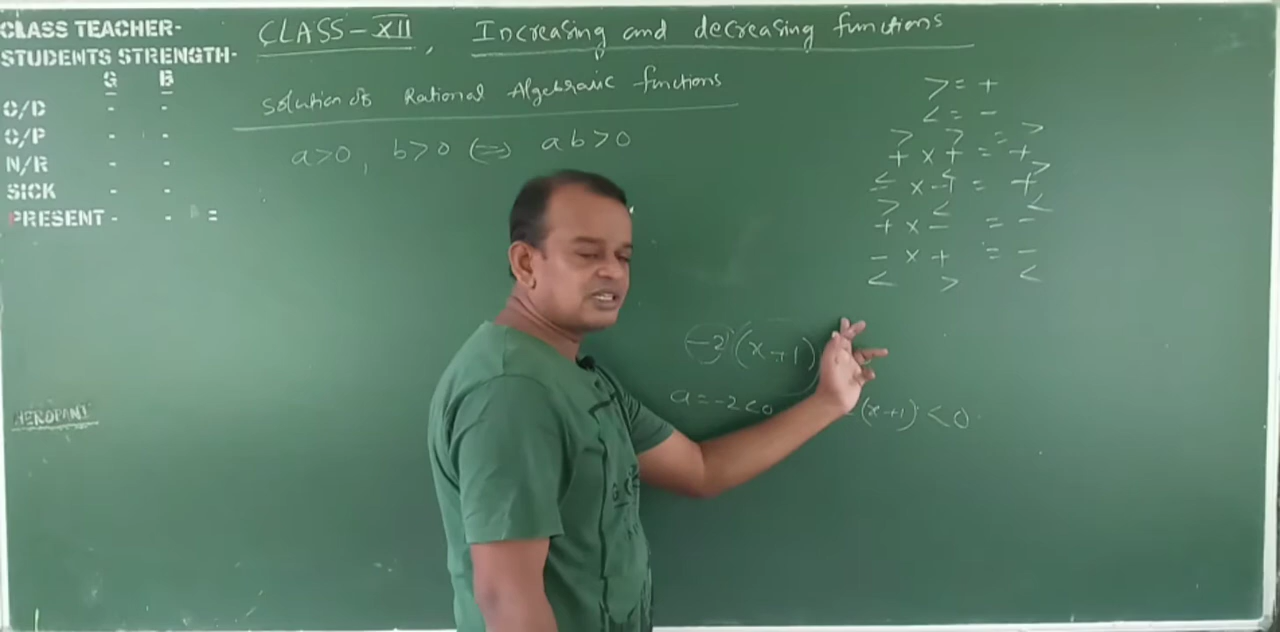 CLASS TEACHER-
STUDENTS STRENGTH-
G B
O/D - -
O/P - -
N/R - -
SICK - -
PRESENT - - =
CLASS-XII, Increasing and decreasing functions
Solution of Rational Algebraic functions
a>0, b>0 ⟺ ab>0
> = +
< = -
> > = >
+ x + = +
< < >
- x - = +
> < <
+ x - = -
- x + = -
< > <
-2 (x+1)
a = -2<0
(x+1) < 0